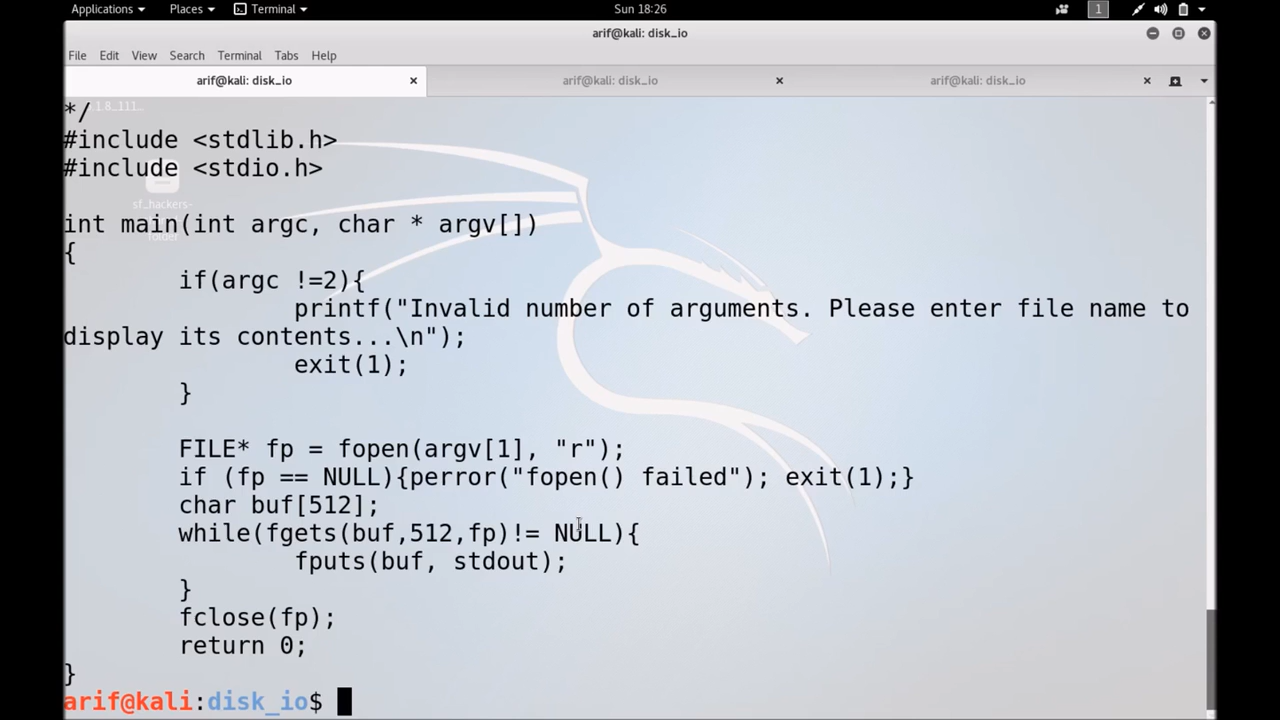 Applications Places Terminal Sun 18:26 1
arif@kali: disk_io
File Edit View Search Terminal Tabs Help
arif@kali: disk_io arif@kali: disk_io arif@kali: disk_io
*/
#include <stdlib.h>
#include <stdio.h>
sf_hackers-
int main(int argc, char * argv[])
{
if(argc !=2){
printf("Invalid number of arguments. Please enter file name to
display its contents...\n");
exit(1);
}
FILE* fp = fopen(argv[1], "r");
if (fp == NULL){perror("fopen() failed"); exit(1);}
char buf[512];
while(fgets(buf,512,fp)!= NULL){
fputs(buf, stdout);
}
fclose(fp);
return 0;
}
arif@kali:disk_io$